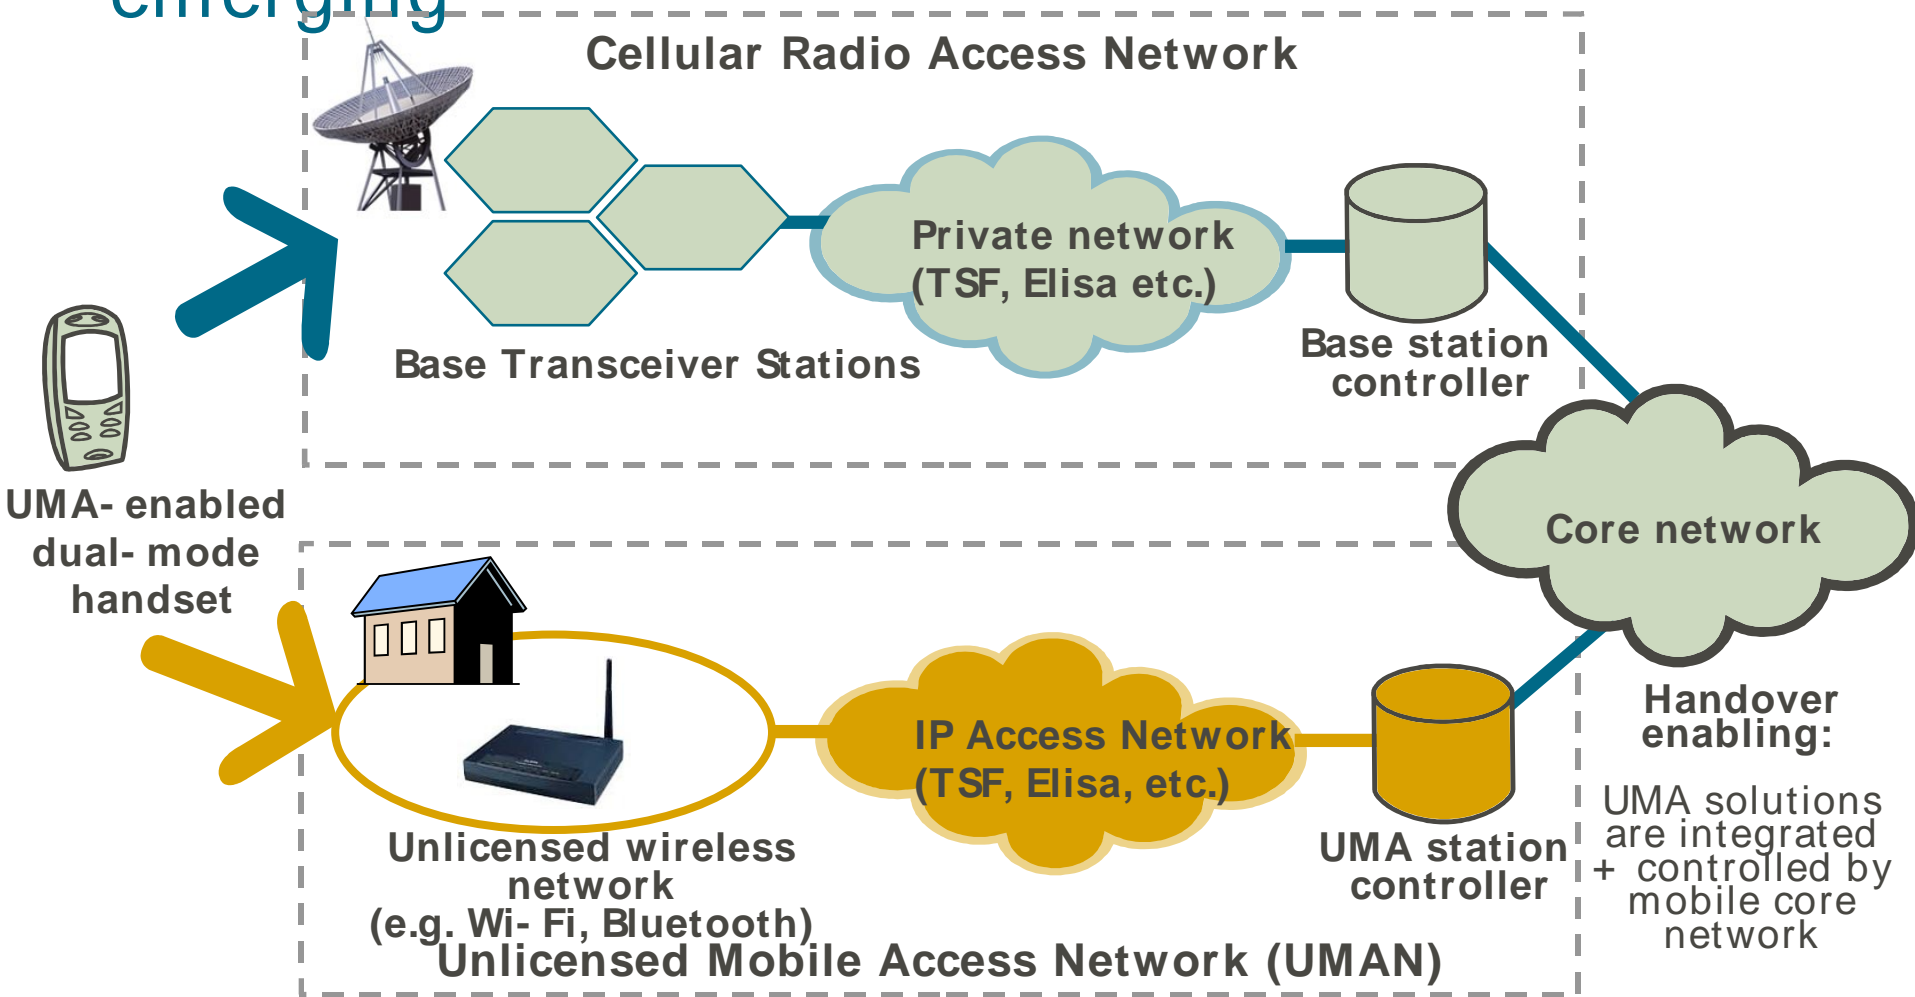 emerging
Cellular Radio Access Network
Private network
(TSF, Elisa etc.)
Base Transceiver Stations
Base station
controller
UMA- enabled
dual- mode
handset
Core network
IP Access Network
(TSF, Elisa, etc.)
Unlicensed wireless
network
(e.g. Wi- Fi, Bluetooth)
UMA station
controller
Unlicensed Mobile Access Network (UMAN)
Handover
enabling:
UMA solutions
are integrated
+ controlled by
mobile core
network